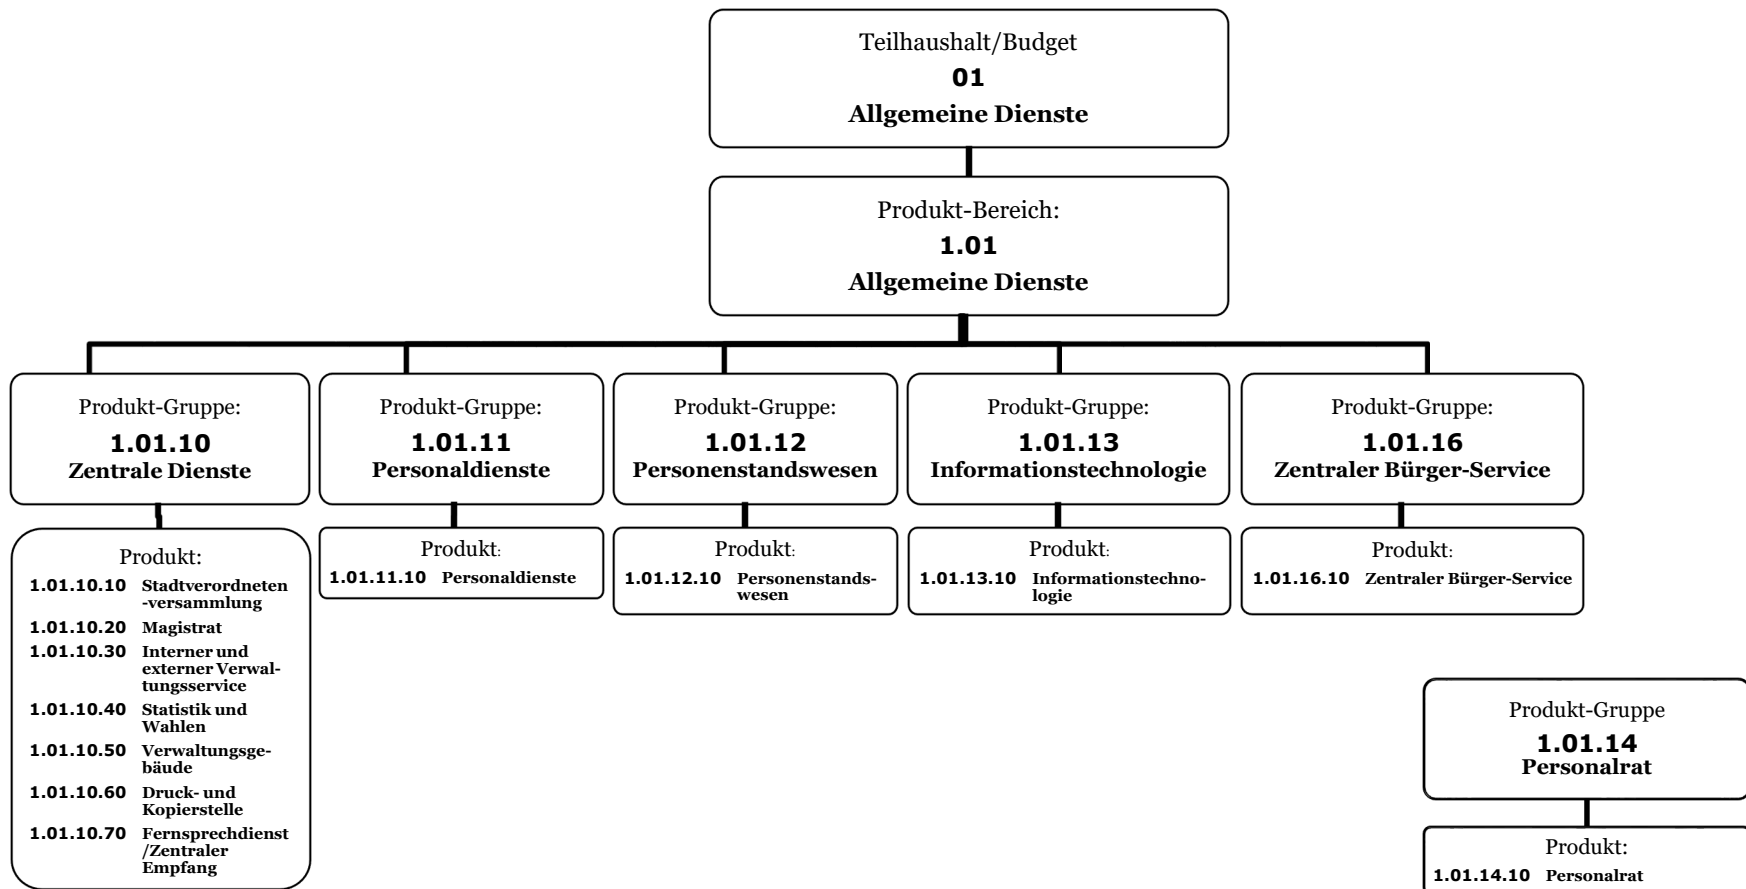 Teilhaushalt/Budget
01
Allgemeine Dienste
Produkt-Bereich:
1.01
Allgemeine Dienste
Produkt-Gruppe:
1.01.10
Zentrale Dienste
Produkt-Gruppe:
1.01.11
Personaldienste
Produkt-Gruppe:
1.01.12
Personenstandswesen
Produkt-Gruppe:
1.01.13
Informationstechnologie
Produkt-Gruppe:
1.01.16
Zentraler Bürger-Service
Produkt:
1.01.10.10 Stadtverordneten
-versammlung
1.01.10.20 Magistrat
1.01.10.30 Interner und
externer Verwal-
tungsservice
1.01.10.40 Statistik und
Wahlen
1.01.10.50 Verwaltungsge-
bäude
1.01.10.60 Druck- und
Kopierstelle
1.01.10.70 Fernsprechdienst
/Zentraler
Empfang
Produkt:
1.01.11.10 Personaldienste
Produkt:
1.01.12.10 Personenstands-
wesen
Produkt:
1.01.13.10 Informationstechno-
logie
Produkt:
1.01.16.10 Zentraler Bürger-Service
Produkt-Gruppe
1.01.14
Personalrat
Produkt:
1.01.14.10 Personalrat